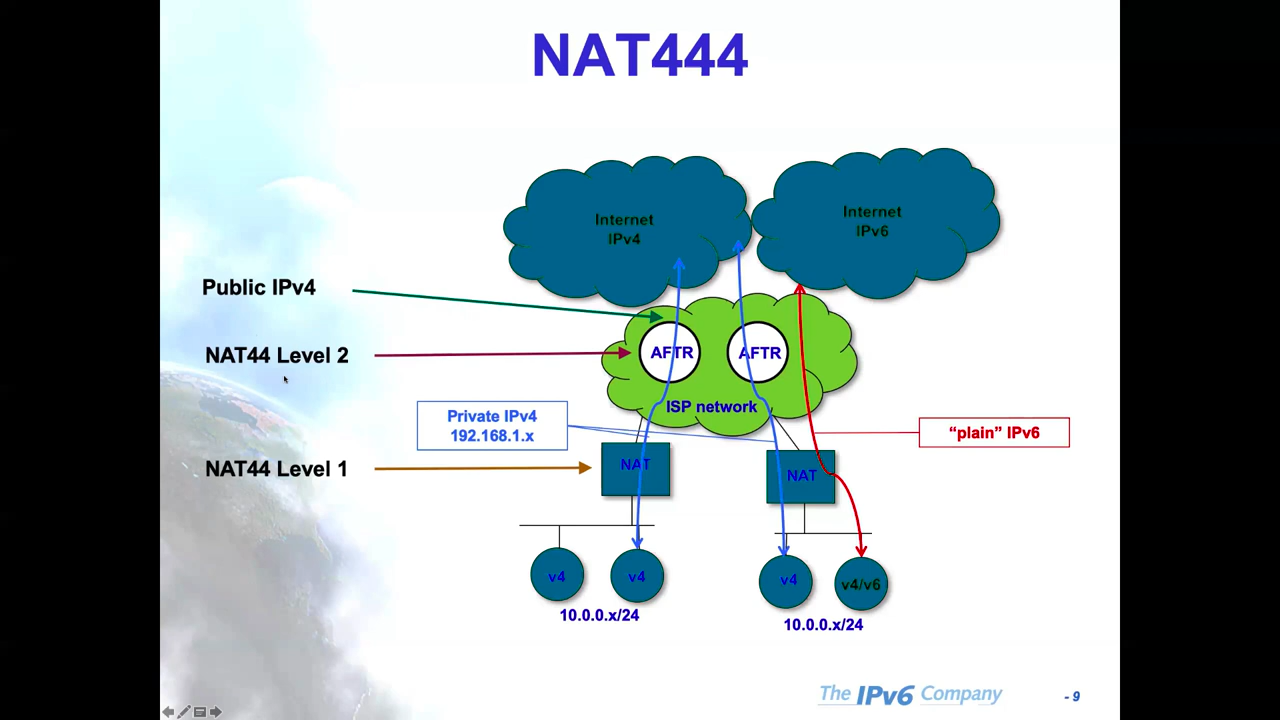 NAT444
Internet
IPv4
Internet
IPv6
Public IPv4
AFTR
AFTR
NAT44 Level 2
ISP network
Private IPv4
192.168.1.x
“plain” IPv6
NAT44 Level 1
NAT
NAT
v4
v4
v4
v4/v6
10.0.0.x/24
10.0.0.x/24
The IPv6 Company
- 9